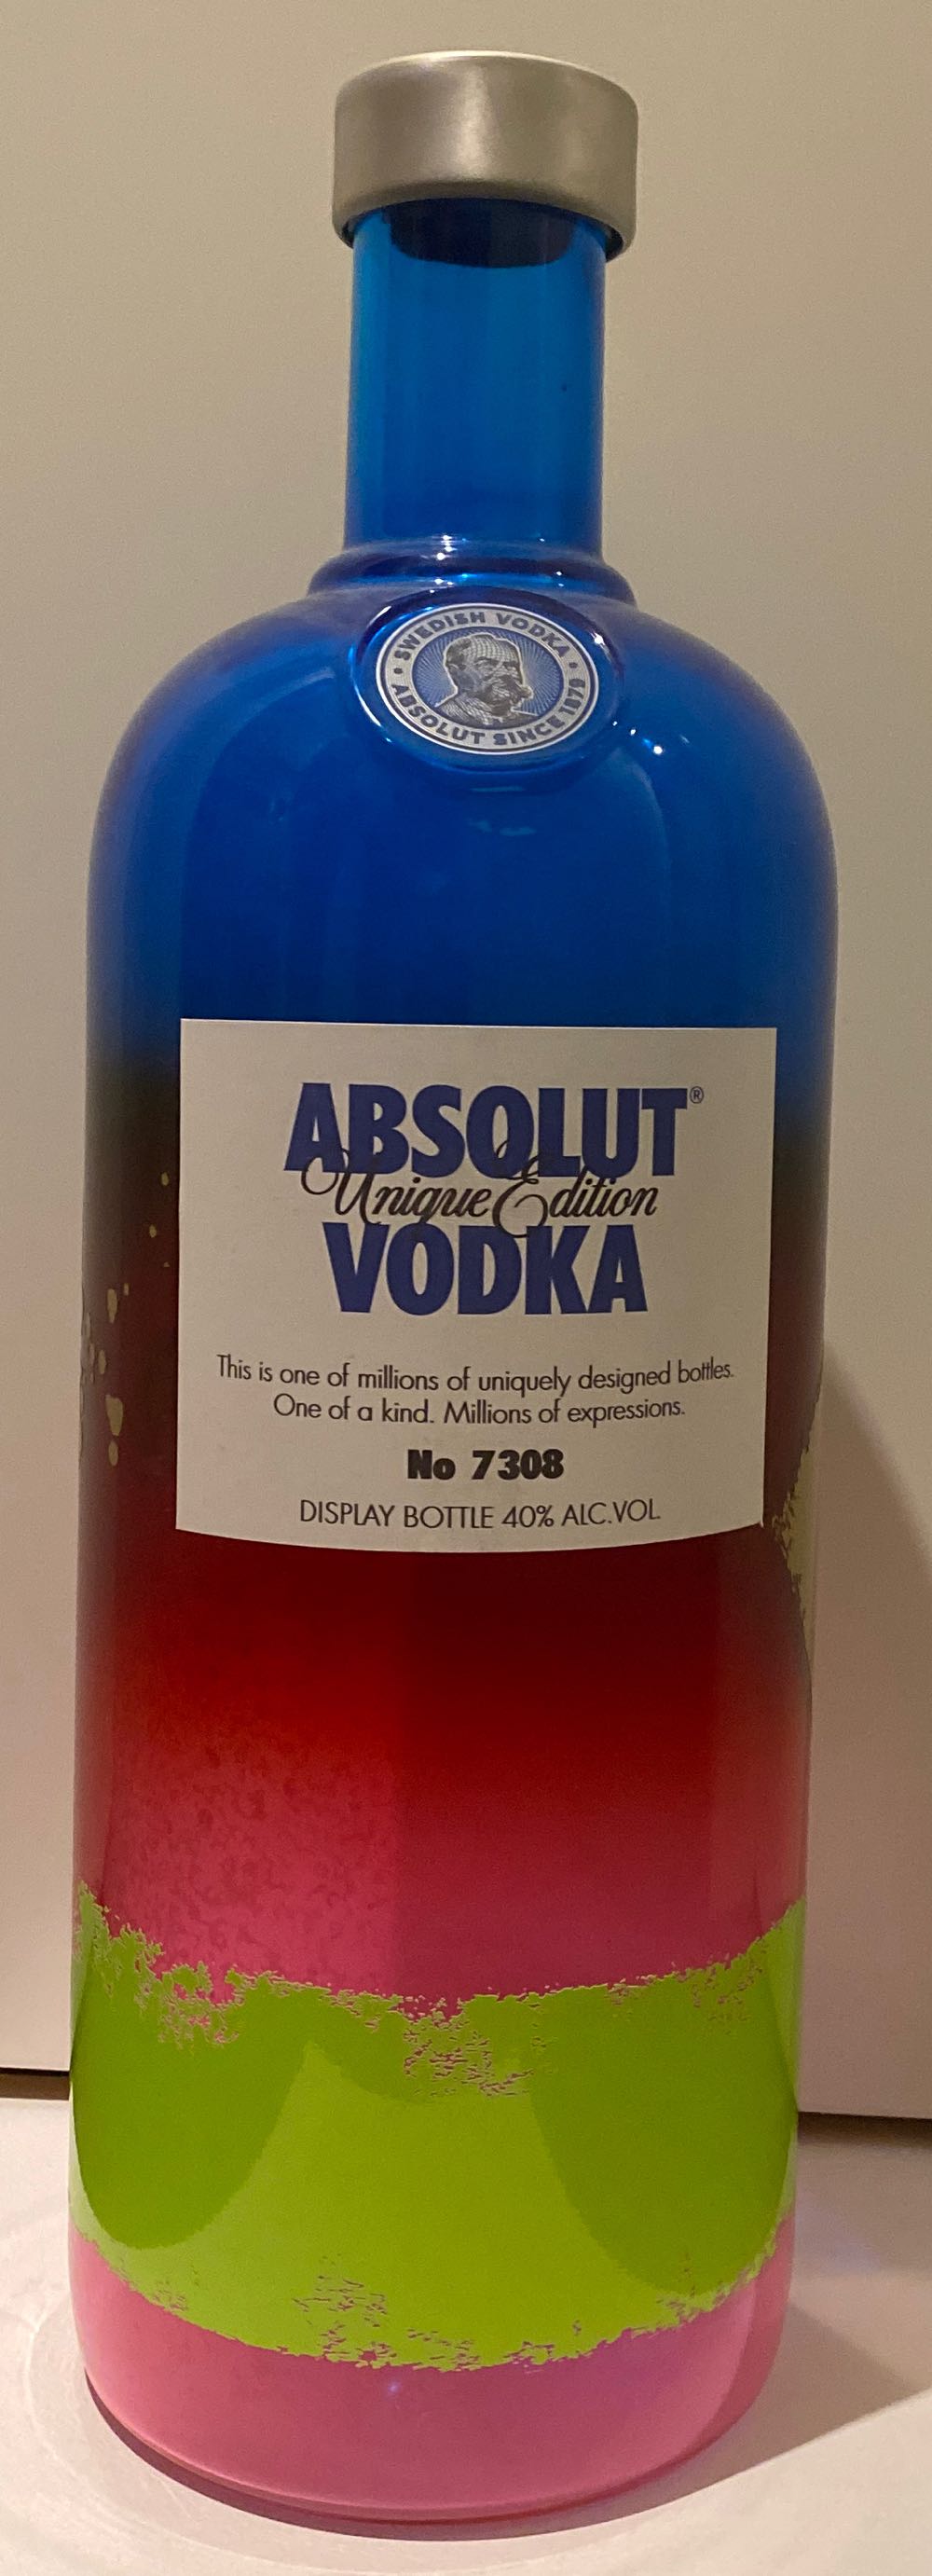 SWEDISH VODKA
ABSOLUT SINCE 1879
ABSOLUT®
Unique Edition
VODKA
This is one of millions of uniquely designed bottles.
One of a kind. Millions of expressions.
No 7308
DISPLAY BOTTLE 40% ALC.VOL